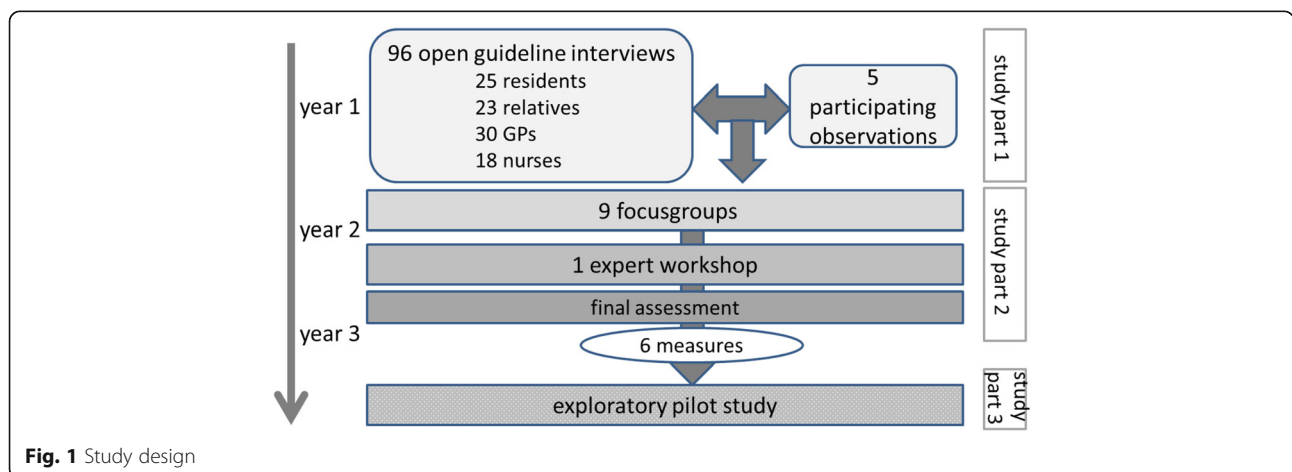 year 1
96 open guideline interviews
25 residents
23 relatives
30 GPs
18 nurses
5
participating
observations
study part 1
year 2
9 focusgroups
1 expert workshop
final assessment
study part 2
year 3
6 measures
exploratory pilot study
study
part 3
Fig. 1 Study design